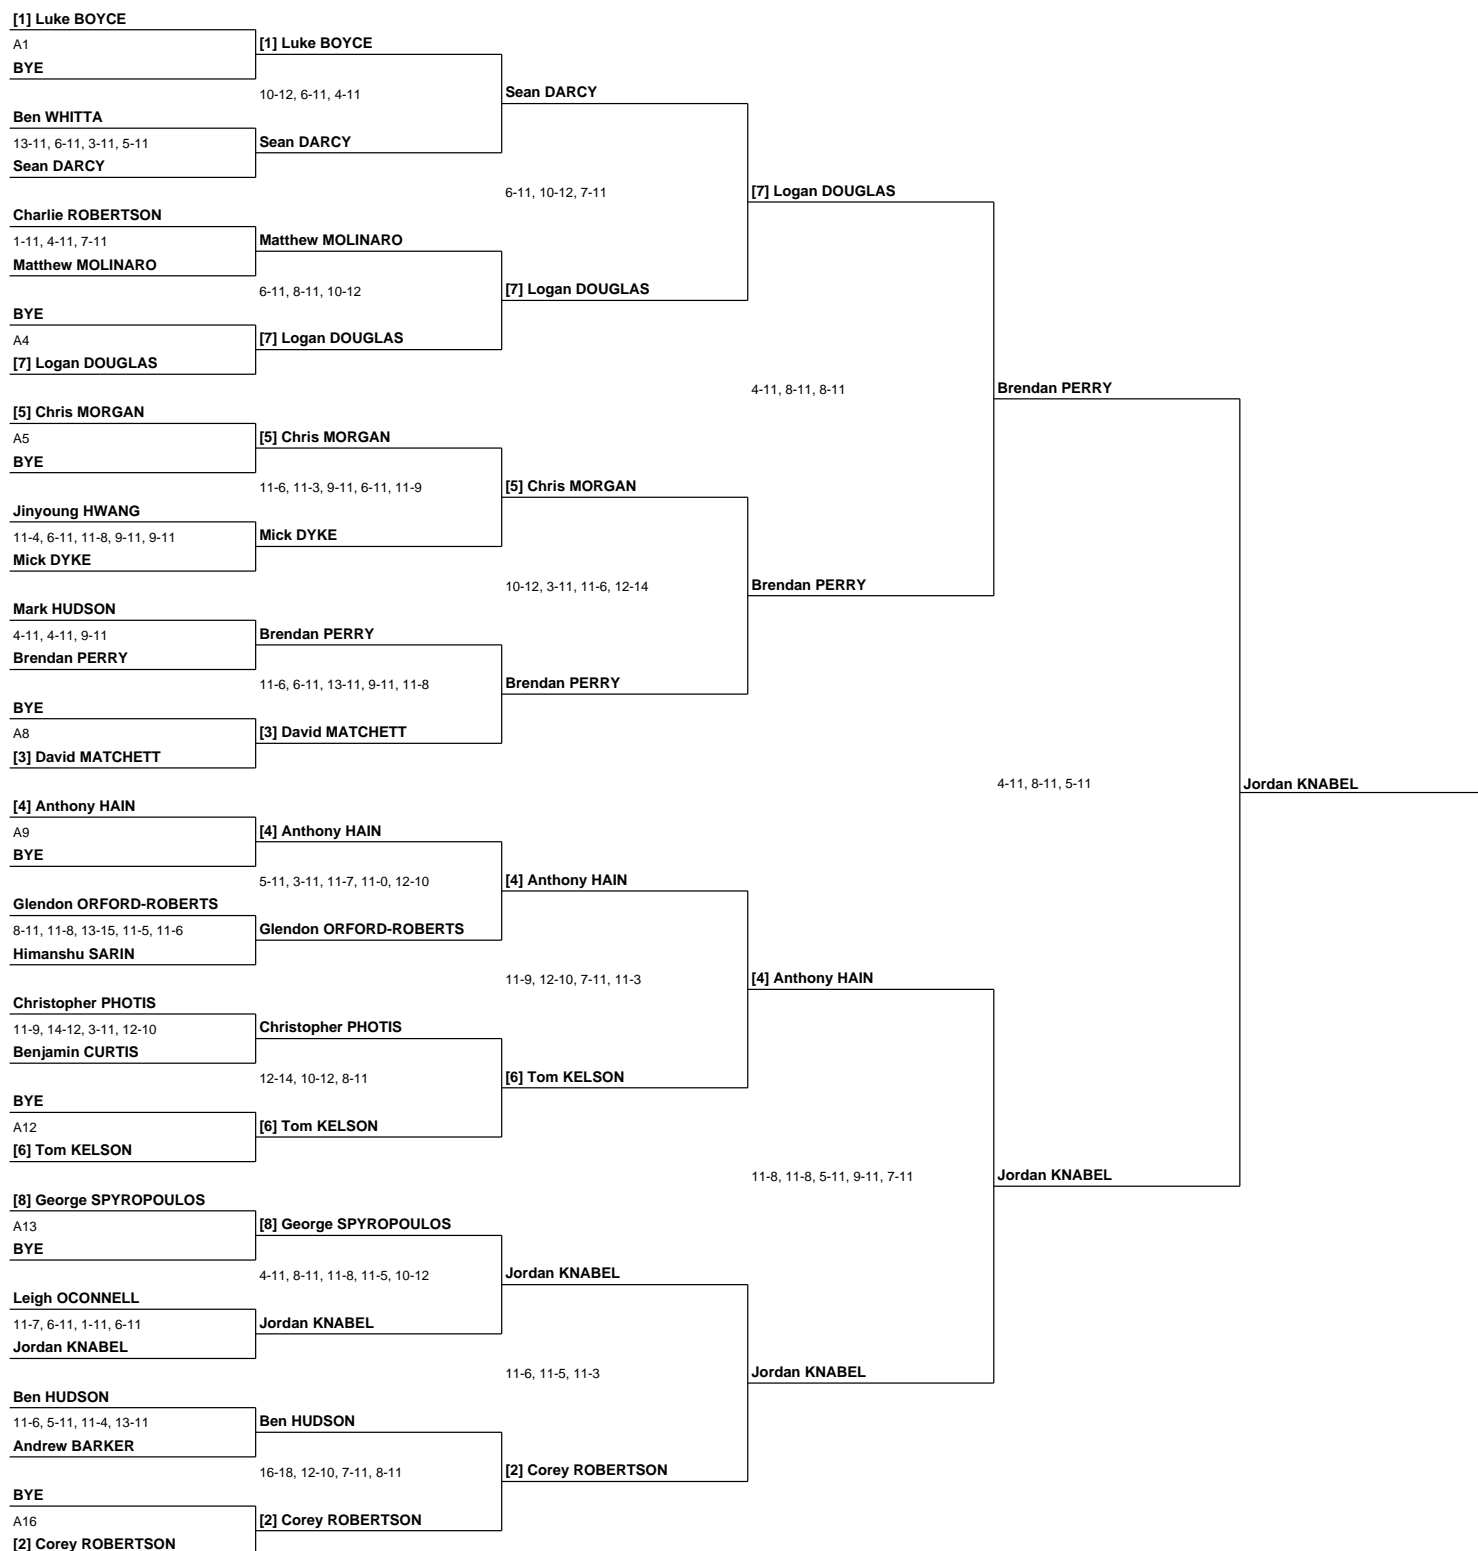 [1] Luke BOYCE
A1
BYE
Ben WHITTA
13-11, 6-11, 3-11, 5-11
Sean DARCY
Charlie ROBERTSON
1-11, 4-11, 7-11
Matthew MOLINARO
BYE
A4
[7] Logan DOUGLAS
[5] Chris MORGAN
A5
BYE
Jinyoung HWANG
11-4, 6-11, 11-8, 9-11, 9-11
Mick DYKE
Mark HUDSON
4-11, 4-11, 9-11
Brendan PERRY
BYE
A8
[3] David MATCHETT
[4] Anthony HAIN
A9
BYE
Glendon ORFORD-ROBERTS
8-11, 11-8, 13-15, 11-5, 11-6
Himanshu SARIN
Christopher PHOTIS
11-9, 14-12, 3-11, 12-10
Benjamin CURTIS
BYE
A12
[6] Tom KELSON
[8] George SPYROPOULOS
A13
BYE
Leigh OCONNELL
11-7, 6-11, 1-11, 6-11
Jordan KNABEL
Ben HUDSON
11-6, 5-11, 11-4, 13-11
Andrew BARKER
BYE
A16
[2] Corey ROBERTSON
[1] Luke BOYCE
10-12, 6-11, 4-11
Sean DARCY
Matthew MOLINARO
6-11, 8-11, 10-12
[7] Logan DOUGLAS
[5] Chris MORGAN
11-6, 11-3, 9-11, 6-11, 11-9
Mick DYKE
Brendan PERRY
11-6, 6-11, 13-11, 9-11, 11-8
[3] David MATCHETT
[4] Anthony HAIN
5-11, 3-11, 11-7, 11-0, 12-10
Glendon ORFORD-ROBERTS
Christopher PHOTIS
12-14, 10-12, 8-11
[6] Tom KELSON
[8] George SPYROPOULOS
4-11, 8-11, 11-8, 11-5, 10-12
Jordan KNABEL
Ben HUDSON
16-18, 12-10, 7-11, 8-11
[2] Corey ROBERTSON
Sean DARCY
6-11, 10-12, 7-11
[7] Logan DOUGLAS
[5] Chris MORGAN
10-12, 3-11, 11-6, 12-14
Brendan PERRY
[4] Anthony HAIN
11-9, 12-10, 7-11, 11-3
[6] Tom KELSON
Jordan KNABEL
11-6, 11-5, 11-3
[2] Corey ROBERTSON
[7] Logan DOUGLAS
4-11, 8-11, 8-11
Brendan PERRY
[4] Anthony HAIN
11-8, 11-8, 5-11, 9-11, 7-11
Jordan KNABEL
Brendan PERRY
4-11, 8-11, 5-11
Jordan KNABEL
Jordan KNABEL